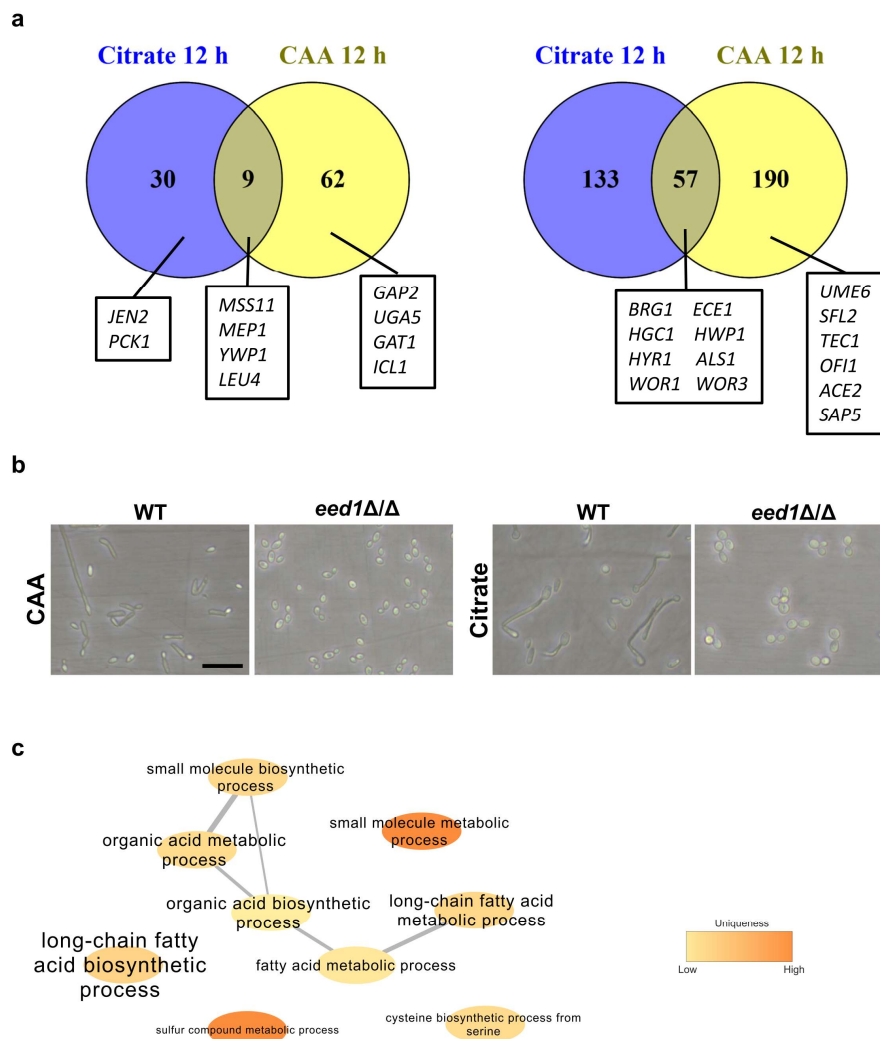 a
Citrate 12 h
CAA 12 h
30
9
62
JEN2
PCK1
MSS11
MEP1
YWP1
LEU4
GAP2
UGA5
GAT1
ICL1
Citrate 12 h
CAA 12 h
133
57
190
BRG1 ECE1
HGC1 HWP1
HYR1 ALS1
WOR1 WOR3
UME6
SFL2
TEC1
OFI1
ACE2
SAP5
b
WT
eed1Δ/Δ
CAA
WT
eed1Δ/Δ
Citrate
c
small molecule biosynthetic
process
small molecule metabolic
process
organic acid metabolic
process
organic acid biosynthetic
process
long-chain fatty acid
metabolic process
long-chain fatty
acid biosynthetic
process
fatty acid metabolic process
sulfur compound metabolic process
cysteine biosynthetic process from
serine
Uniqueness
Low
High